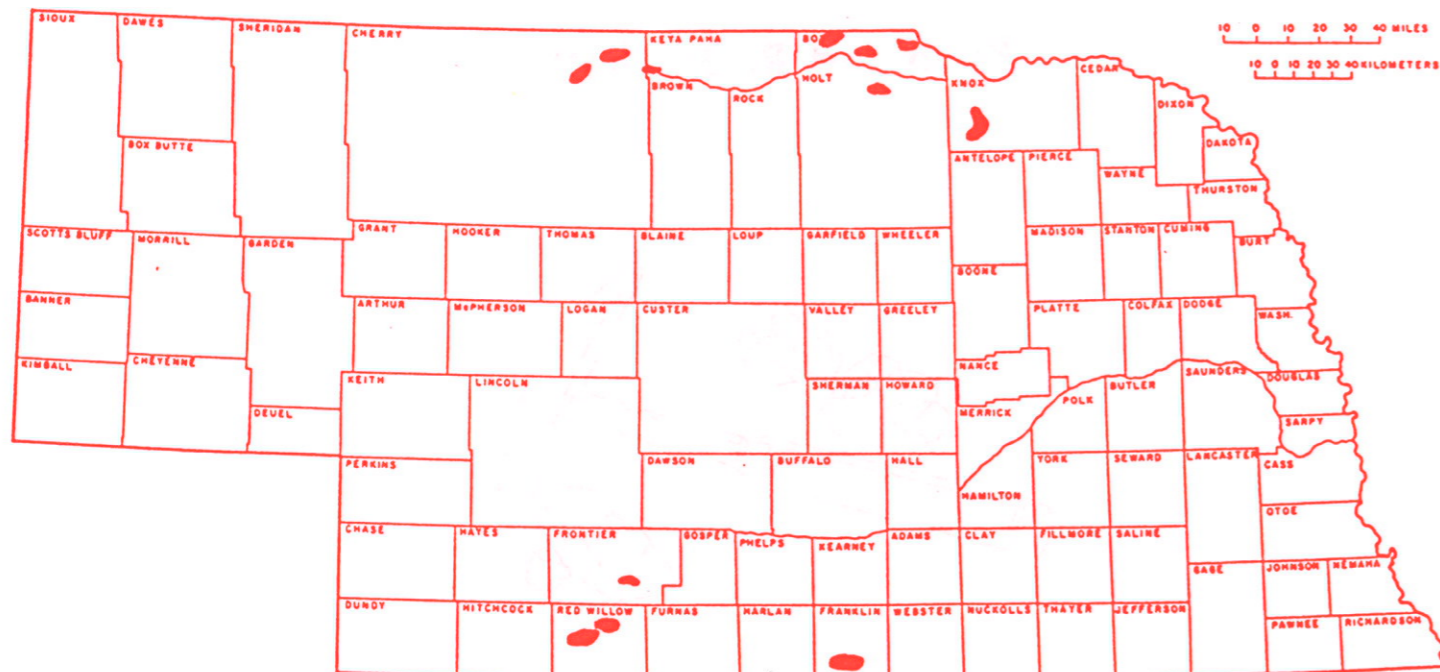 SIOUX
DAWES
SHERIDAN
CHERRY
KEYA PAHA
10 0 10 20 30 40 MILES
10 0 10 20 30 40 KILOMETERS
BROWN
ROCK
HOLT
KNOX
CEDAR
DIXON
DAKOTA
BOX BUTTE
ANTELOPE
PIERCE
WAYNE
THURSTON
SCOTTS BLUFF
MORRILL
GARDEN
GRANT
HOOKER
THOMAS
BLAINE
LOUP
GARFIELD
WHEELER
MADISON
STANTON
CUMING
BURT
BOONE
BANNER
ARTHUR
McPHERSON
LOGAN
CUSTER
VALLEY
GREELEY
PLATTE
COLFAX
DODGE
WASH.
KIMBALL
CHEYENNE
KEITH
LINCOLN
SHERMAN
HOWARD
NANCE
MERRICK
POLK
BUTLER
SAUNDERS
DOUGLAS
DEUEL
SARPY
PERKINS
DAWSON
BUFFALO
HALL
HAMILTON
YORK
SEWARD
LANCASTER
CASS
OTOE
CHASE
HAYES
FRONTIER
GOSPER
PHELPS
KEARNEY
ADAMS
CLAY
FILLMORE
SALINE
GAGE
JOHNSON
NEMAHA
DUNDY
HITCHCOCK
RED WILLOW
FURNAS
HARLAN
FRANKLIN
WEBSTER
NUCKOLLS
THAYER
JEFFERSON
PAWNEE
RICHARDSON